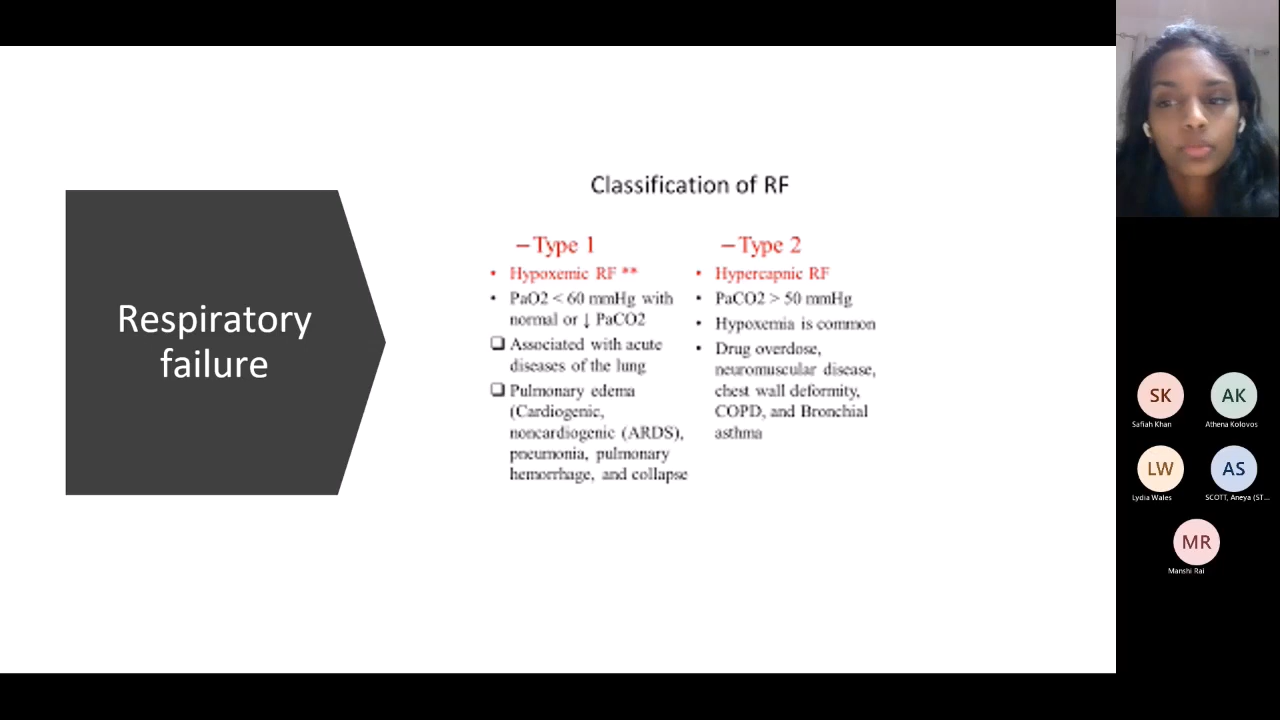 Respiratory
failure
Classification of RF
– Type 1
• Hypoxemic RF **
• PaO2 < 60 mmHg with
normal or ↓ PaCO2
❑ Associated with acute
diseases of the lung
❑ Pulmonary edema
(Cardiogenic,
noncardiogenic (ARDS),
pneumonia, pulmonary
hemorrhage, and collapse
– Type 2
• Hypercapnic RF
• PaCO2 > 50 mmHg
• Hypoxemia is common
• Drug overdose,
neuromuscular disease,
chest wall deformity,
COPD, and Bronchial
asthma
SK
Safiah Khan
AK
Athena Kolovos
LW
Lydia Wales
AS
SCOTT, Aneya (ST...
MR
Manshi Rai